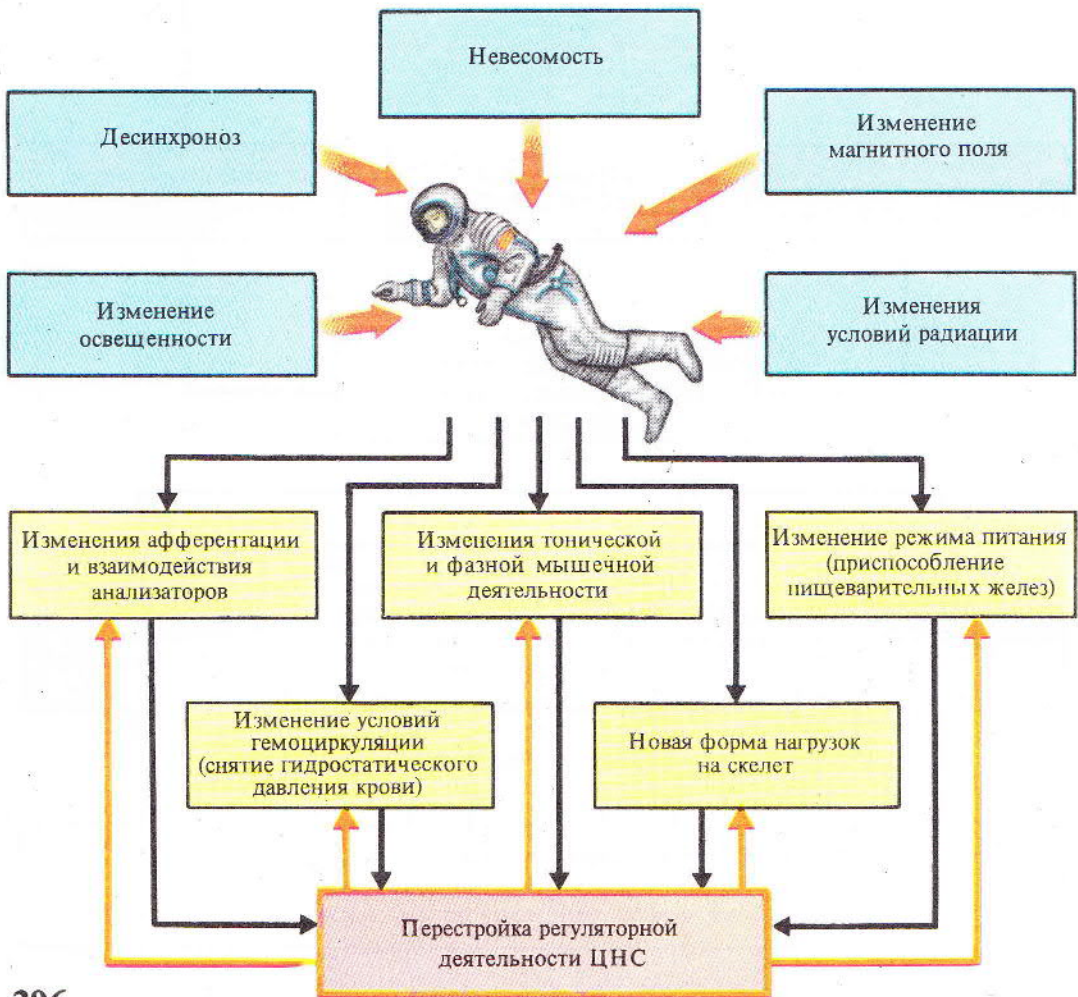 Невесомость
Десинхроноз
Изменение
магнитного поля
Изменение
освещенности
Изменения
условий радиации
Изменения афферентации
и взаимодействия
анализаторов
Изменения тонической
и фазной мышечной
деятельности
Изменение режима питания
(приспособление
пищеварительных желез)
Изменение условий
гемоциркуляции
(снятие гидростатического
давления крови)
Новая форма нагрузок
на скелет
Перестройка регуляторной
деятельности ЦНС